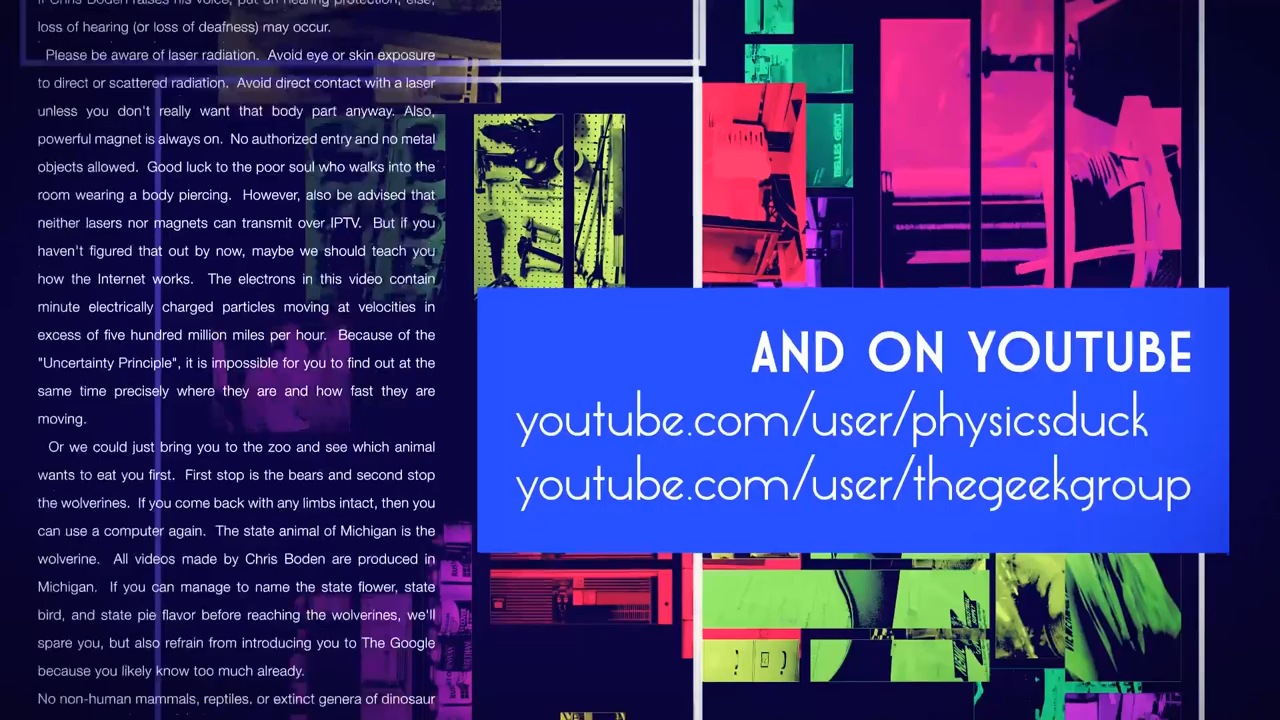 If Chris Boden raises his voice, put on hearing protection, else,
loss of hearing (or loss of deafness) may occur.
Please be aware of laser radiation. Avoid eye or skin exposure
to direct or scattered radiation. Avoid direct contact with a laser
unless you don't really want that body part anyway. Also,
powerful magnet is always on. No authorized entry and no metal
objects allowed. Good luck to the poor soul who walks into the
room wearing a body piercing. However, also be advised that
neither lasers nor magnets can transmit over IPTV. But if you
haven't figured that out by now, maybe we should teach you
how the Internet works. The electrons in this video contain
minute electrically charged particles moving at velocities in
excess of five hundred million miles per hour. Because of the
"Uncertainty Principle", it is impossible for you to find out at the
same time precisely where they are and how fast they are
moving.
Or we could just bring you to the zoo and see which animal
wants to eat you first. First stop is the bears and second stop
the wolverines. If you come back with any limbs intact, then you
can use a computer again. The state animal of Michigan is the
wolverine. All videos made by Chris Boden are produced in
Michigan. If you can manage to name the state flower, state
bird, and state pie flavor before reaching the wolverines, we'll
spare you, but also refrain from introducing you to The Google
because you likely know too much already.
No non-human mammals, reptiles, or extinct genera of dinosaur
AND ON YOUTUBE
youtube.com/user/physicsduck
youtube.com/user/thegeekgroup